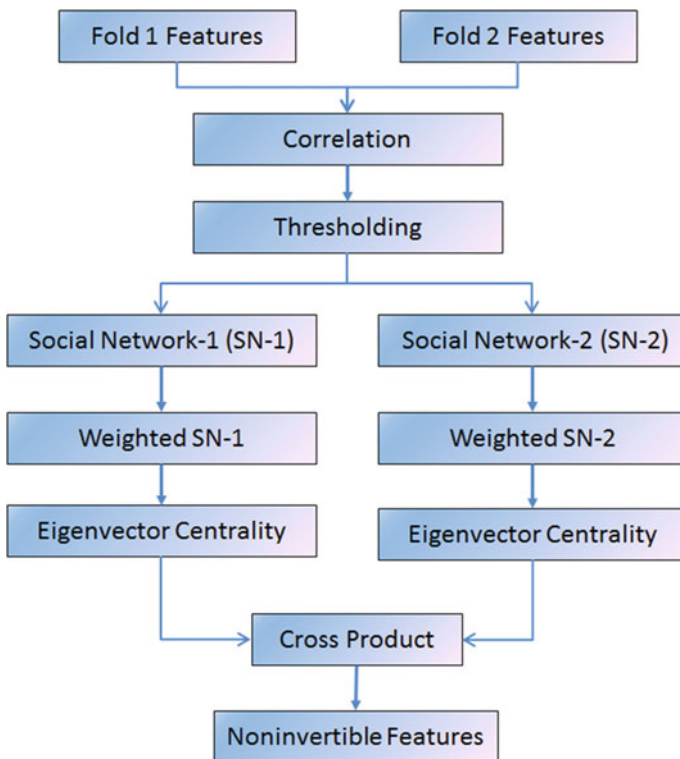 Fold 1 Features
Fold 2 Features
Correlation
Thresholding
Social Network-1 (SN-1)
Social Network-2 (SN-2)
Weighted SN-1
Weighted SN-2
Eigenvector Centrality
Eigenvector Centrality
Cross Product
Noninvertible Features